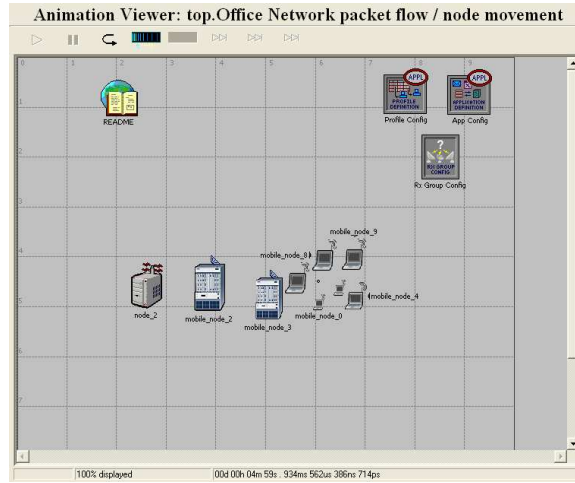 Animation Viewer: top.Office Network packet flow / node movement
0 1 2 3 4 5 6 7 8 9
1
2
3
4
5
6
7
README
APPL
PROFILE
DEFINITION
Profile Config
APPL
APPLICATION
DEFINITION
App Config
?
RX GROUP
CONFIG
Rx Group Config
mobile_node_9
mobile_node_8
node_2
mobile_node_2
mobile_node_3
mobile_node_0
mobile_node_4
100% displayed
00d 00h 04m 59s . 934ms 562us 386ns 714ps